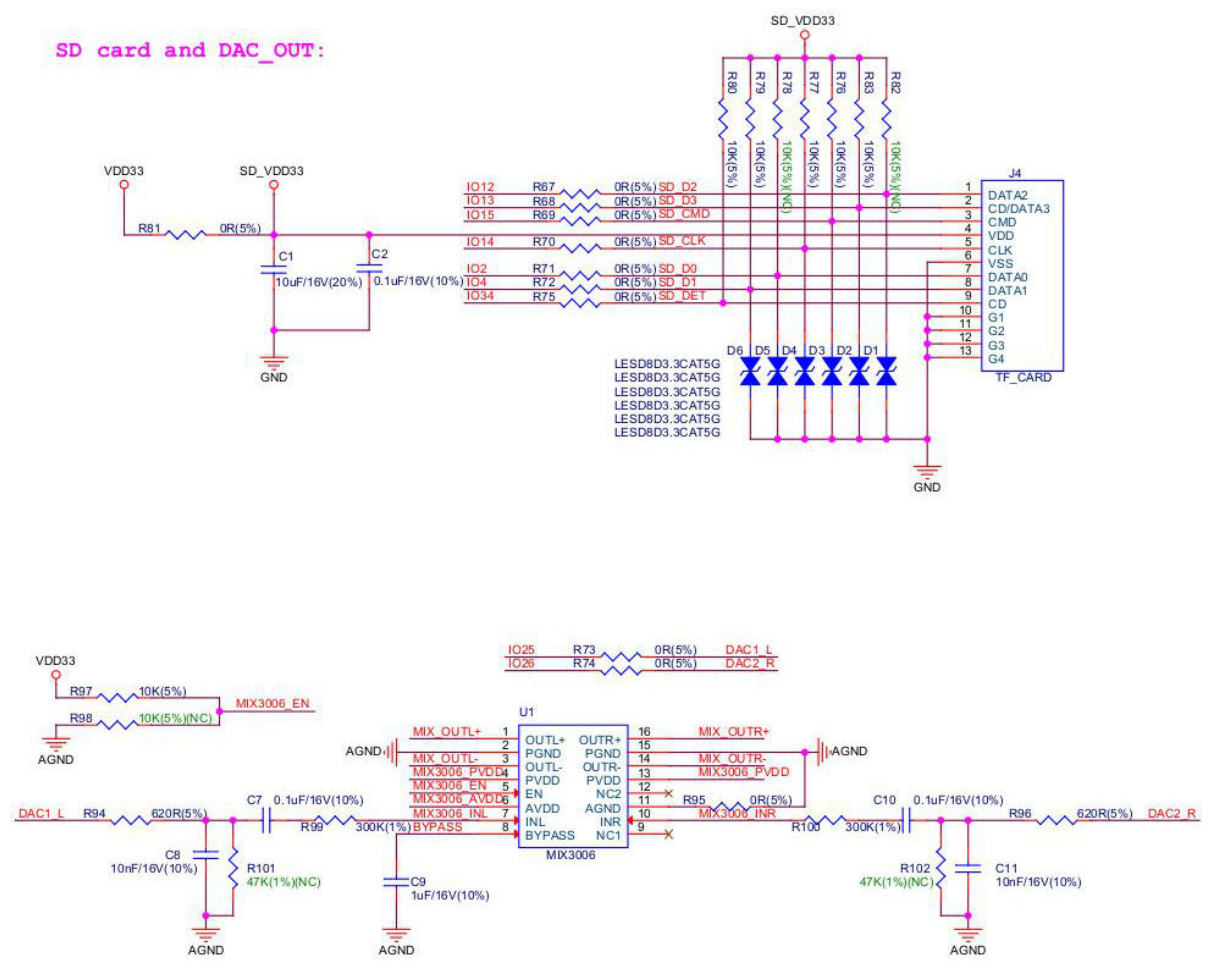 SD card and DAC_OUT:
SD_VDD33
R80 R79 R78 R77 R76 R83 R82
10K(5%) 10K(5%) 10K(5%)(NC) 10K(5%) 10K(5%) 10K(5%) 10K(5%)(NC)
VDD33 SD_VDD33
R81 0R(5%)
C1 10uF/16V(20%)
C2 0.1uF/16V(10%)
GND
IO12 R67 0R(5%) SD_D2
IO13 R68 0R(5%) SD_D3
IO15 R69 0R(5%) SD_CMD
IO14 R70 0R(5%) SD_CLK
IO2 R71 0R(5%) SD_D0
IO4 R72 0R(5%) SD_D1
IO34 R75 0R(5%) SD_DET
J4
1 DATA2
2 CD/DATA3
3 CMD
4 VDD
5 CLK
6 VSS
7 DATA0
8 DATA1
9 CD
10 G1
11 G2
12 G3
13 G4
TF_CARD
D6 D5 D4 D3 D2 D1
LESD8D3.3CAT5G
LESD8D3.3CAT5G
LESD8D3.3CAT5G
LESD8D3.3CAT5G
LESD8D3.3CAT5G
LESD8D3.3CAT5G
GND
IO25 R73 0R(5%) DAC1_L
IO26 R74 0R(5%) DAC2_R
VDD33
R97 10K(5%)
MIX3006_EN
R98 10K(5%)(NC)
AGND
U1
MIX_OUTL+ 1 OUTL+ OUTR+ 16 MIX_OUTR+
AGND 2 PGND PGND 15 AGND
MIX_OUTL- 3 OUTL- OUTR- 14 MIX_OUTR-
MIX3006_PVDD 4 PVDD PVDD 13 MIX3006_PVDD
MIX3006_EN 5 EN NC2 12
MIX3006_AVDD 6 AVDD AGND 11 R95 0R(5%)
MIX3006_INL 7 INL INR 10 MIX3006_INR
BYPASS 8 BYPASS NC1 9
MIX3006
DAC1_L R94 620R(5%)
C7 0.1uF/16V(10%)
R99 300K(1%)
C8
10nF/16V(10%)
R101
47K(1%)(NC)
AGND
C9
1uF/16V(10%)
AGND
R100 300K(1%)
C10 0.1uF/16V(10%)
R96 620R(5%) DAC2_R
R102
47K(1%)(NC)
C11
10nF/16V(10%)
AGND